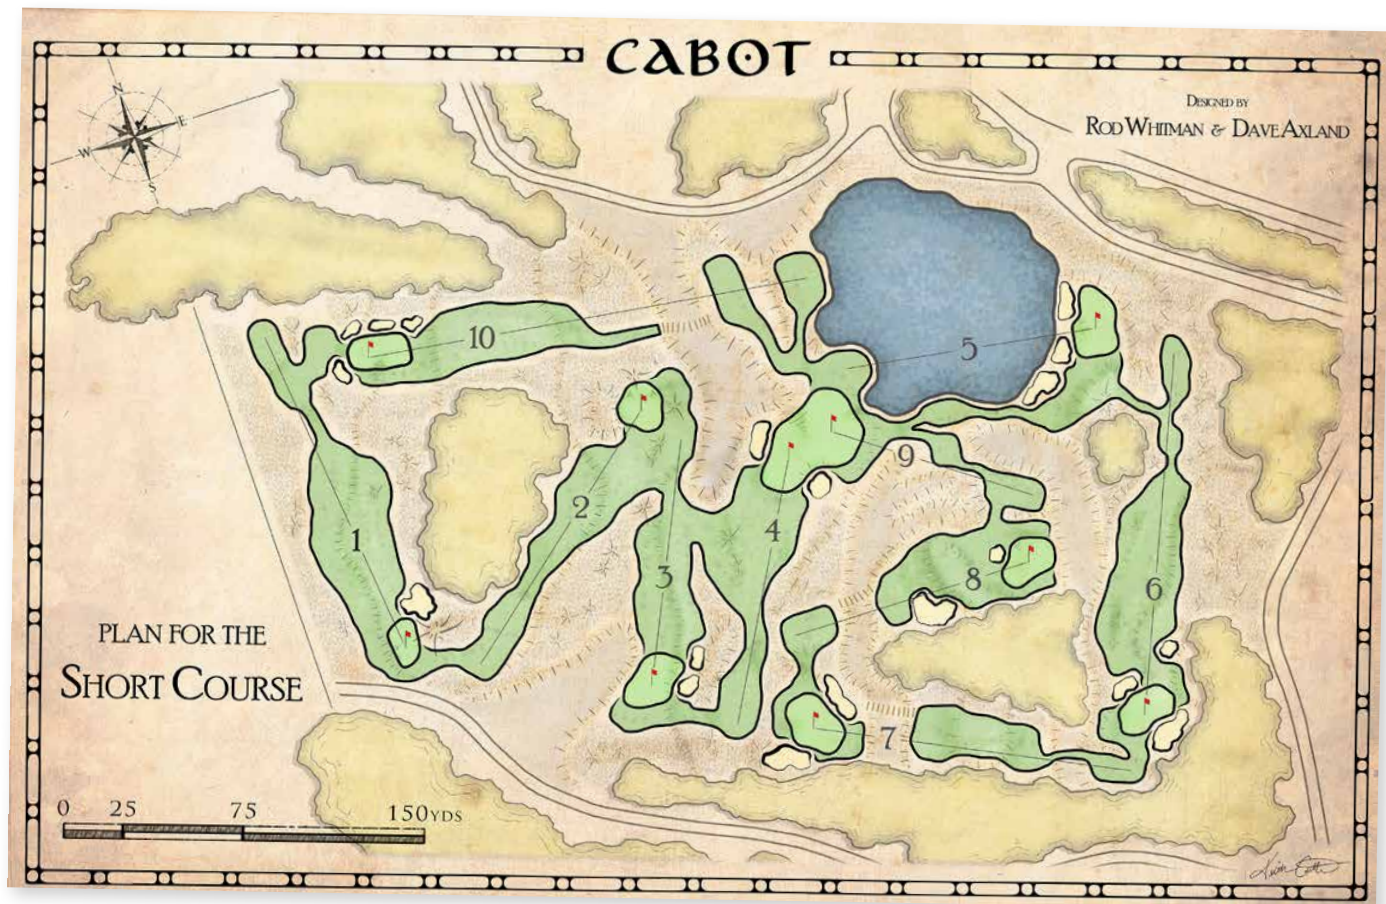 CABOT
DESIGNED BY
ROD WHITMAN & DAVE AXLAND
N
E
W
S
10
5
9
2
1
4
3
8
6
7
PLAN FOR THE
SHORT COURSE
0 25 75 150YDS